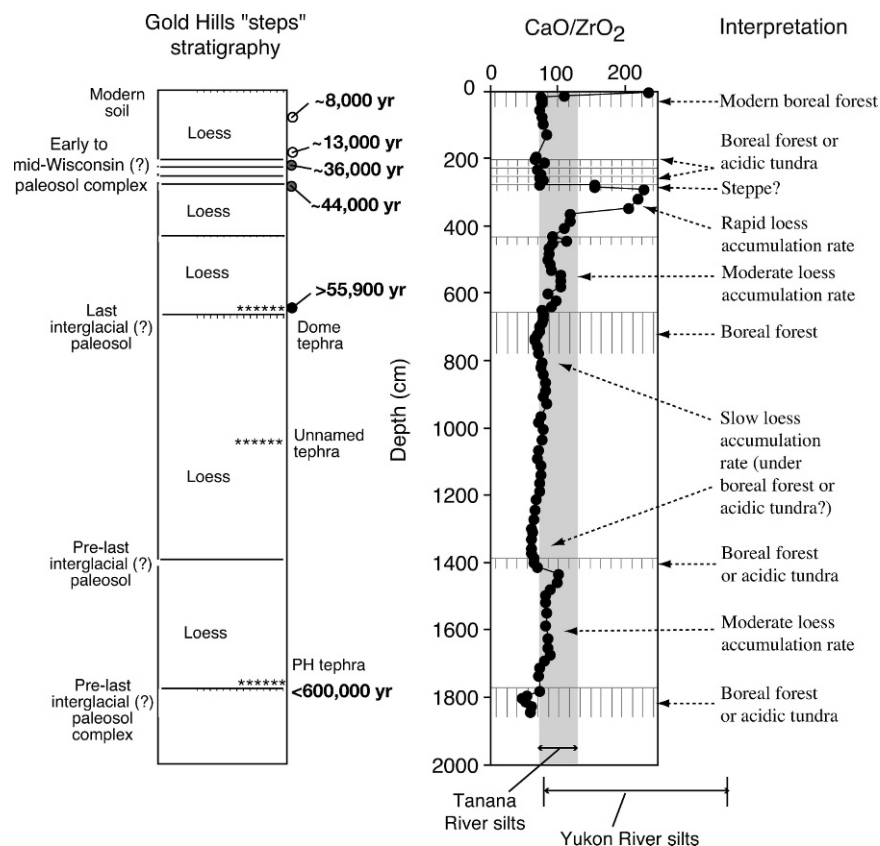 Gold Hills "steps"
stratigraphy
Modern
soil
Loess
~8,000 yr
~13,000 yr
Early to
mid-Wisconsin (?)
paleosol complex
~36,000 yr
~44,000 yr
Loess
Loess
>55,900 yr
******
Last
interglacial (?)
paleosol
Dome
tephra
******
Unnamed
tephra
Loess
Pre-last
interglacial (?)
paleosol
Loess
PH tephra
******
<600,000 yr
Pre-last
interglacial (?)
paleosol
complex
CaO/ZrO2
0 100 200
Depth (cm)
0
200
400
600
800
1000
1200
1400
1600
1800
2000
Tanana
River silts
Yukon River silts
Interpretation
Modern boreal forest
Boreal forest or
acidic tundra
Steppe?
Rapid loess
accumulation rate
Moderate loess
accumulation rate
Boreal forest
Slow loess
accumulation
rate (under
boreal forest or
acidic tundra?)
Boreal forest
or acidic tundra
Moderate loess
accumulation rate
Boreal forest
or acidic tundra